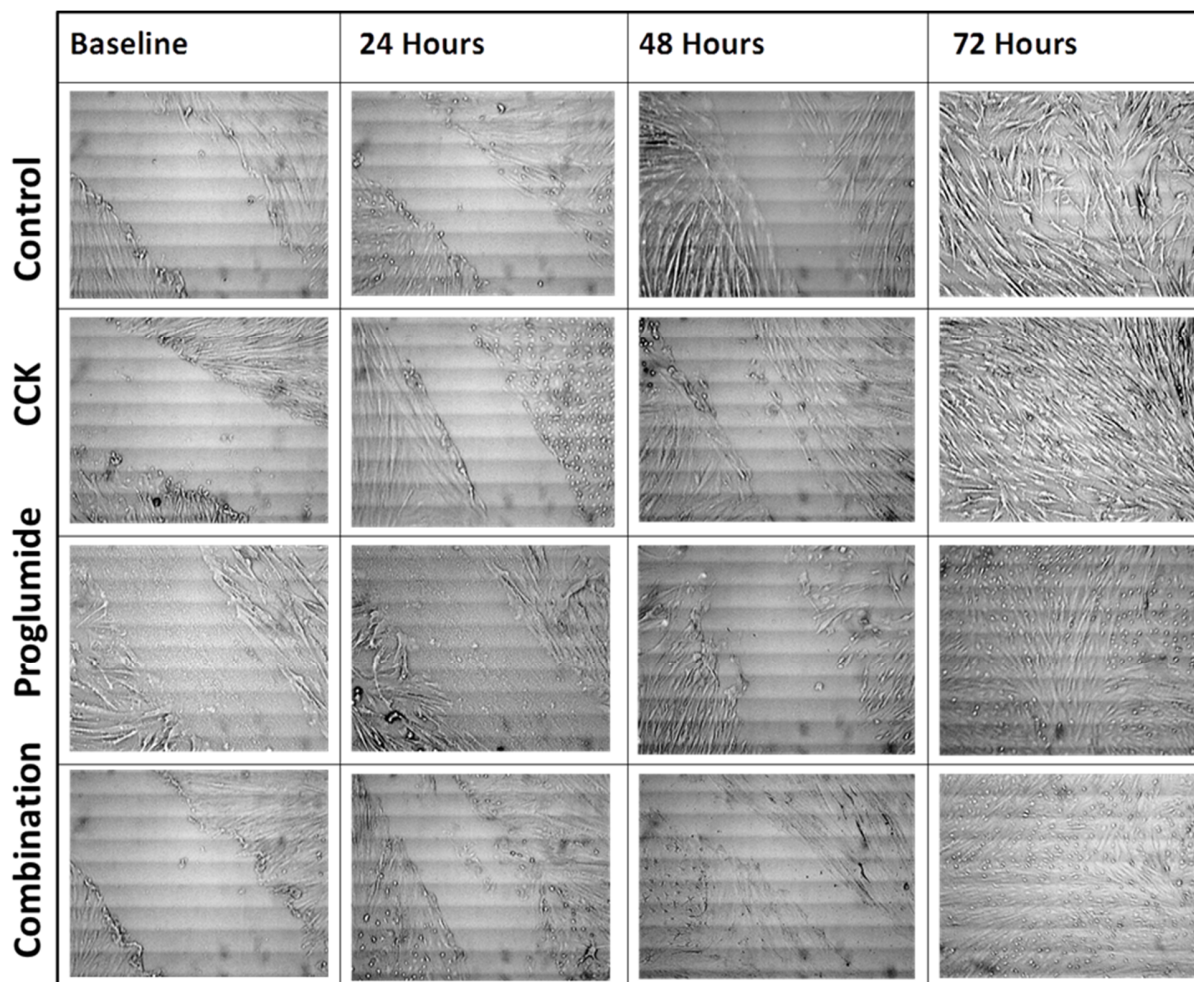 Baseline
24 Hours
48 Hours
72 Hours
Control
CCK
Proglumide
Combination